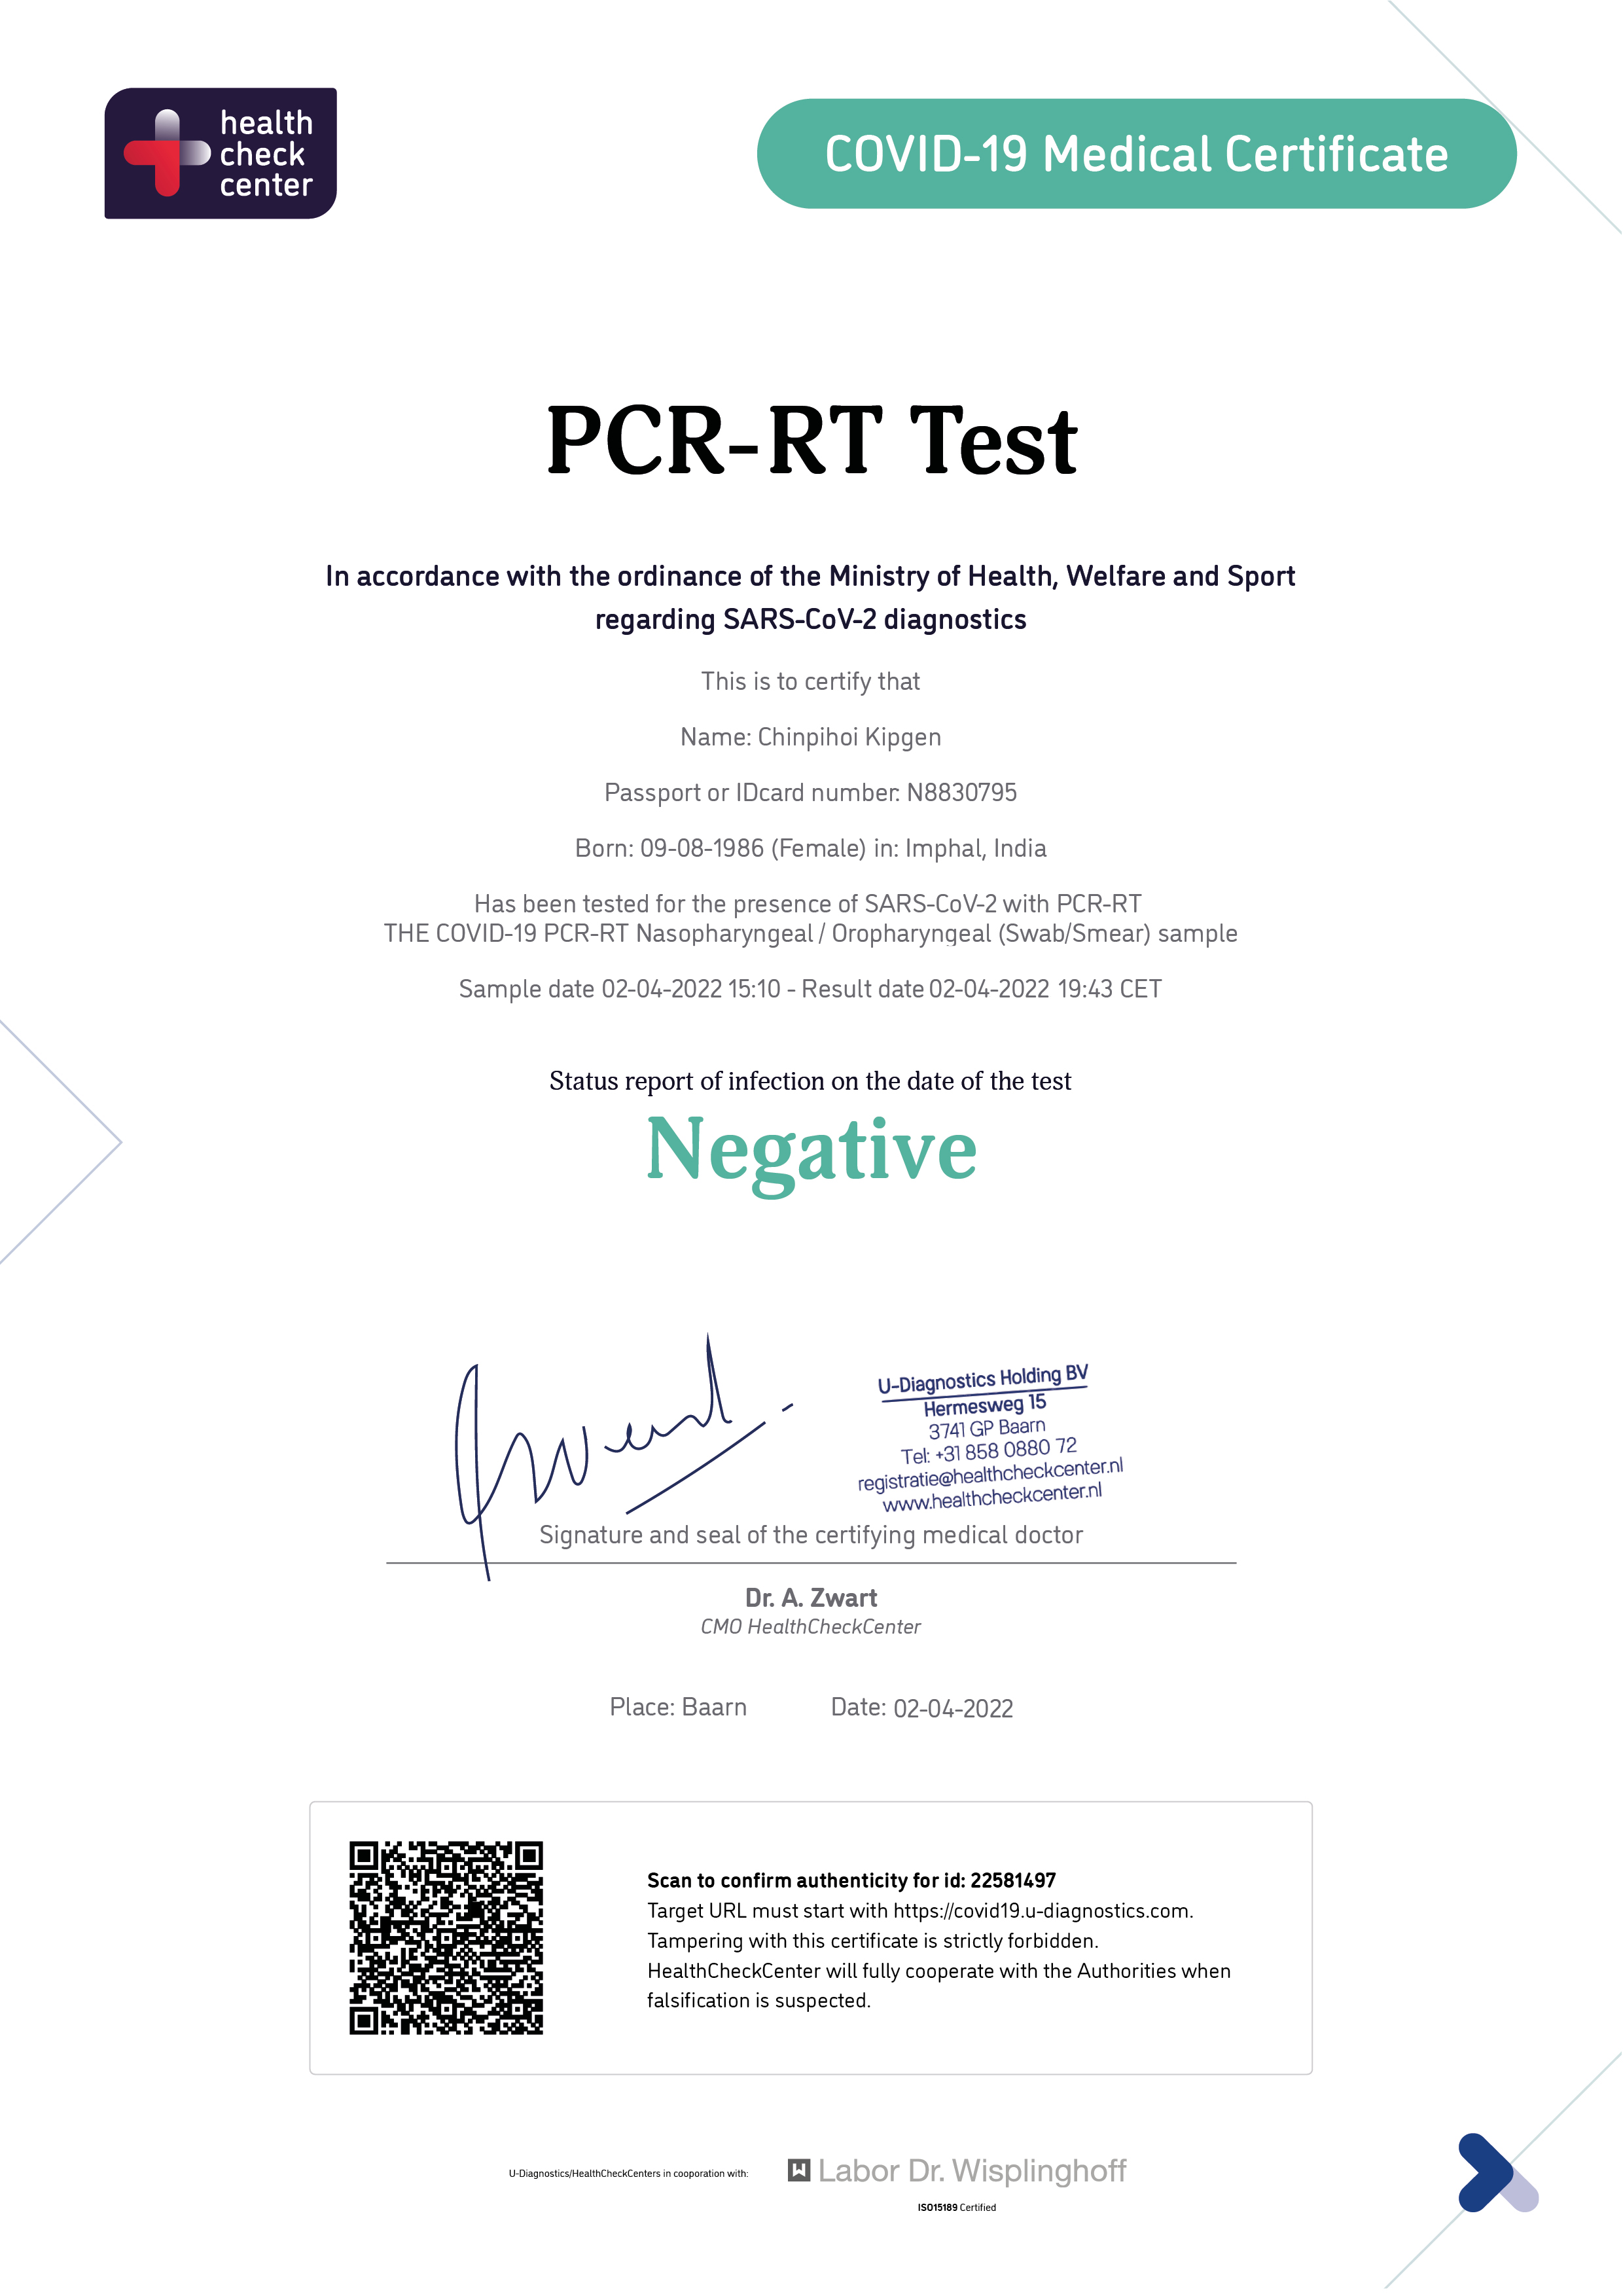 health
check
center
COVID-19 Medical Certificate
PCR-RT Test
In accordance with the ordinance of the Ministry of Health, Welfare and Sport
regarding SARS-CoV-2 diagnostics
This is to certify that
Name: Chinpihoi Kipgen
Passport or IDcard number: N8830795
Born: 09-08-1986 (Female) in: Imphal, India
Has been tested for the presence of SARS-CoV-2 with PCR-RT
THE COVID-19 PCR-RT Nasopharyngeal / Oropharyngeal (Swab/Smear) sample
Sample date 02-04-2022 15:10 - Result date 02-04-2022 19:43 CET
Status report of infection on the date of the test
Negative
U-Diagnostics Holding BV
Hermesweg 15
3741 GP Baarn
Tel: +31 858 0880 72
registratie@healthcheckcenter.nl
www.healthcheckcenter.nl
Signature and seal of the certifying medical doctor
Dr. A. Zwart
CMO HealthCheckCenter
Place: Baarn Date: 02-04-2022
Scan to confirm authenticity for id: 22581497
Target URL must start with https://covid19.u-diagnostics.com.
Tampering with this certificate is strictly forbidden.
HealthCheckCenter will fully cooperate with the Authorities when
falsification is suspected.
U-Diagnostics/HealthCheckCenters in cooporation with:
Labor Dr. Wisplinghoff
ISO15189 Certified